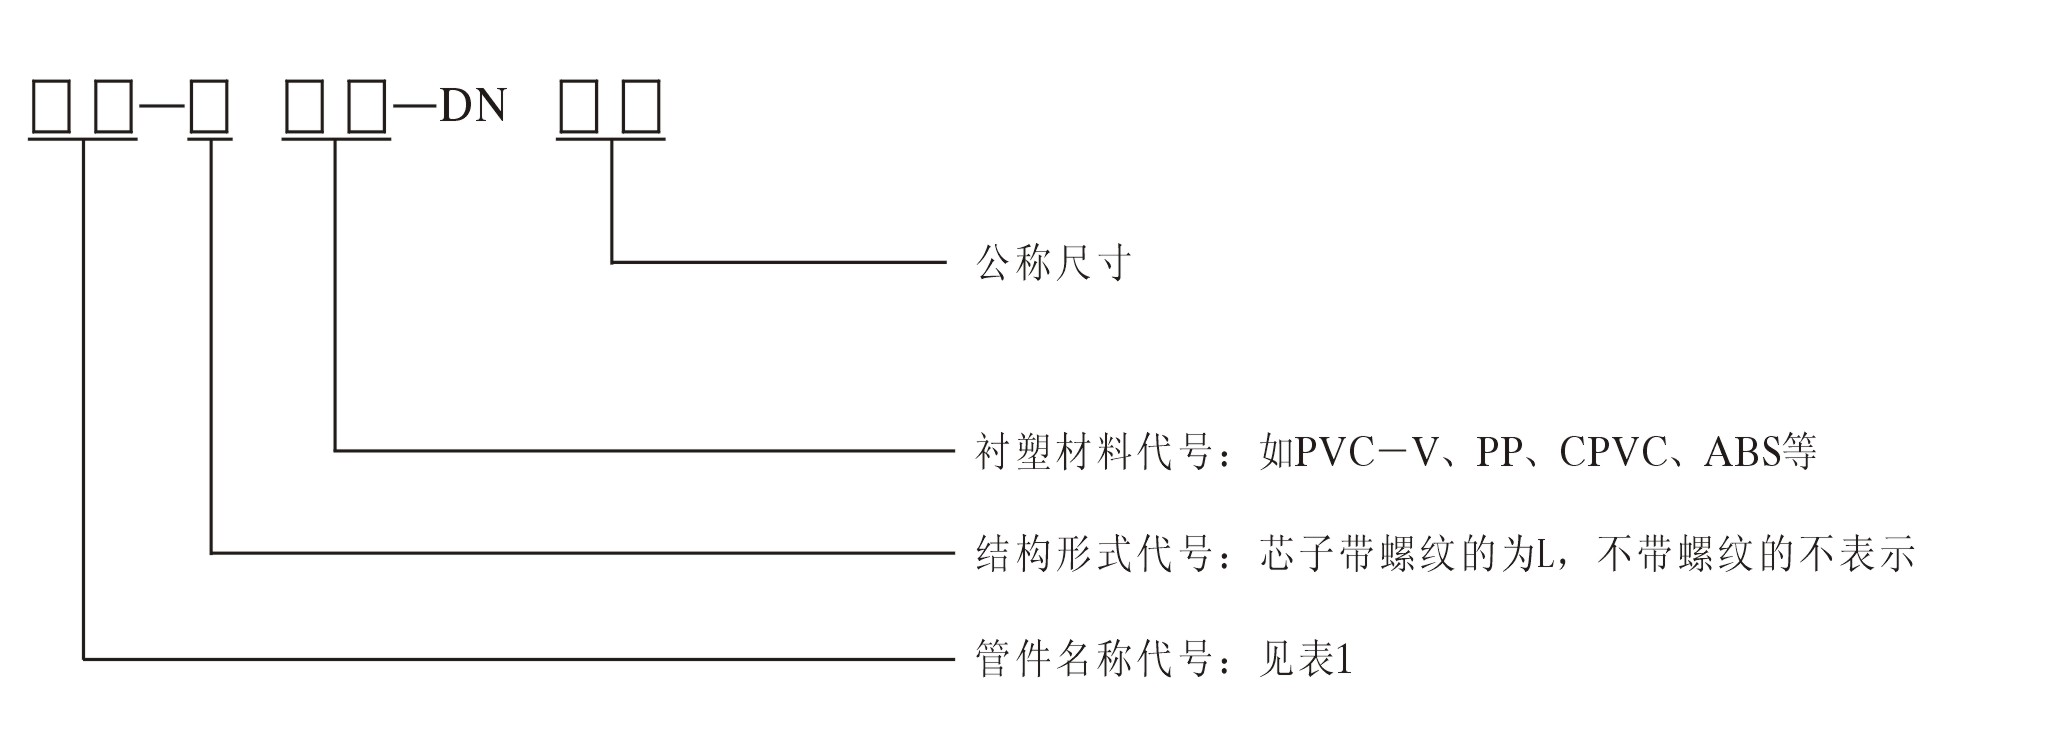 □□—□ □□—DN □□
公称尺寸
衬塑材料代号：如PVC－V、PP、CPVC、ABS等
结构形式代号：芯子带螺纹的为L，不带螺纹的不表示
管件名称代号：见表1